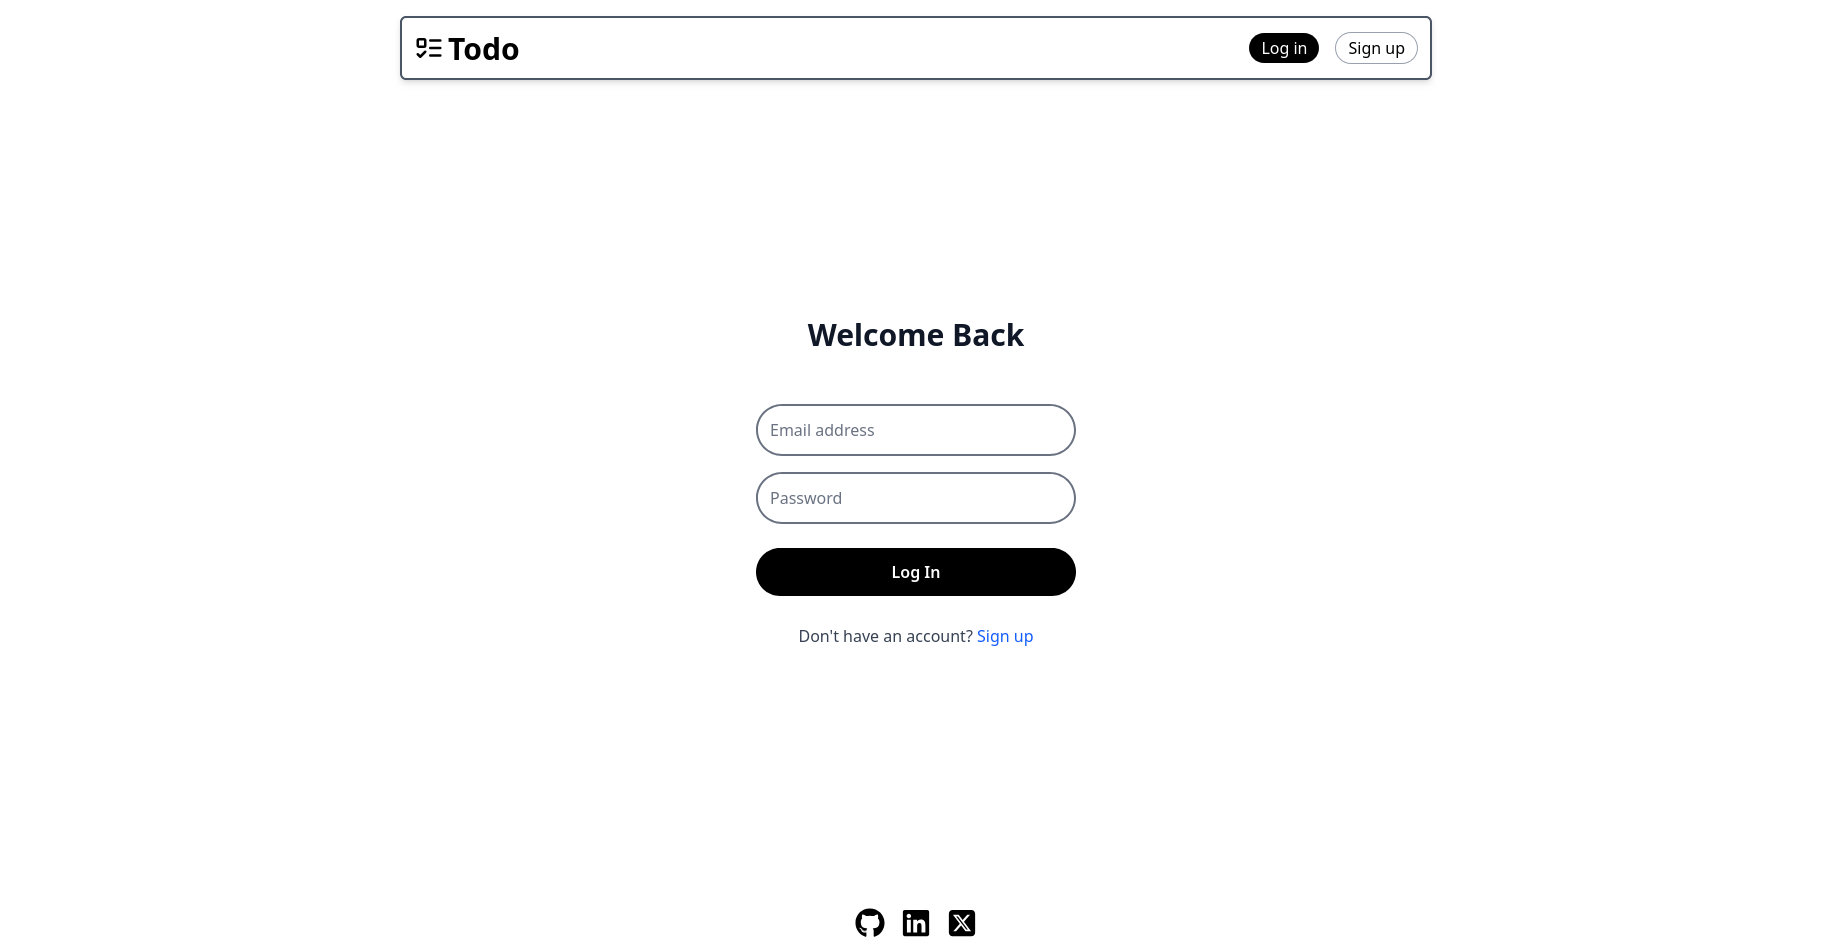 Todo
Log in
Sign up
Welcome Back
Email address
Password
Log In
Don't have an account? Sign up